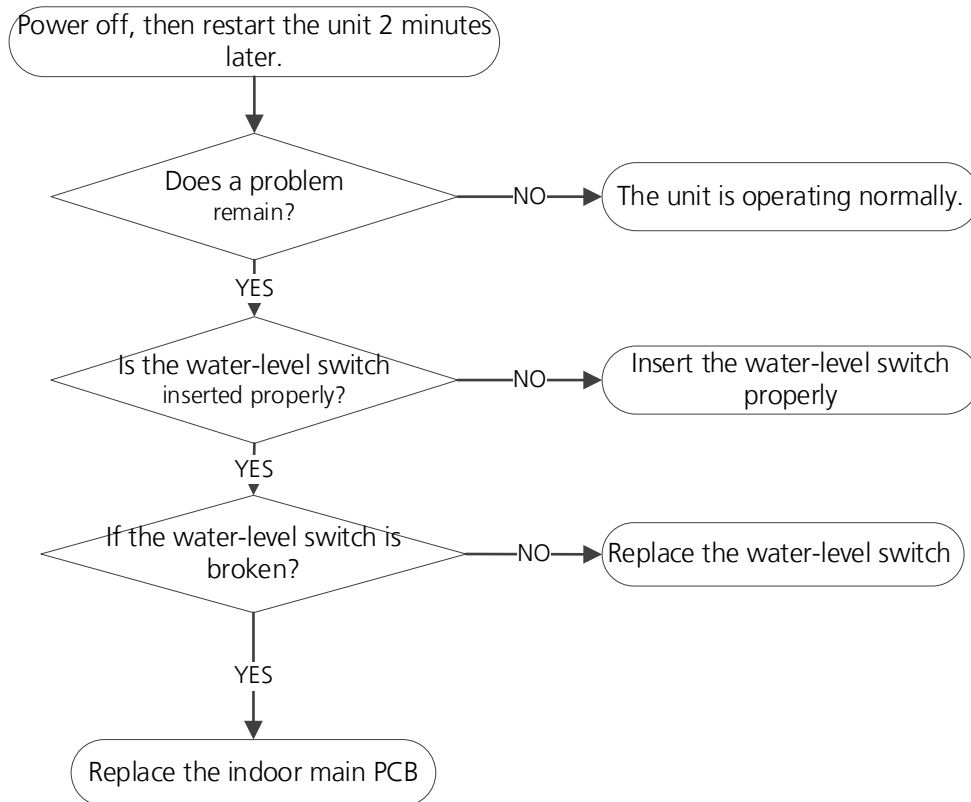 Power off, then restart the unit 2 minutes
later.
Does a problem
remain?
NO
The unit is operating normally.
YES
Is the water-level switch
inserted properly?
NO
Insert the water-level switch
properly
YES
If the water-level switch is
broken?
NO
Replace the water-level switch
YES
Replace the indoor main PCB